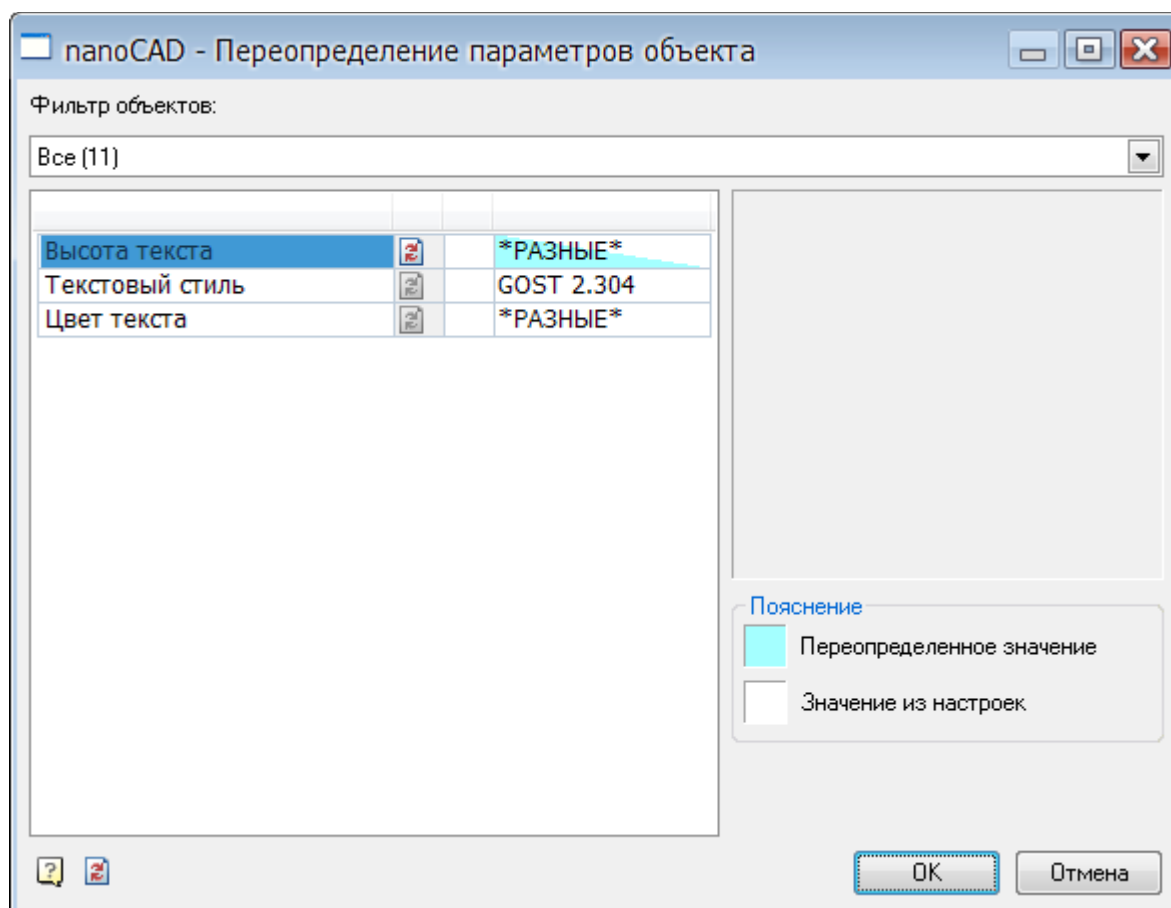 nanoCAD - Переопределение параметров объекта
Фильтр объектов:
Все (11)
Высота текста *РАЗНЫЕ*
Текстовый стиль GOST 2.304
Цвет текста *РАЗНЫЕ*
Пояснение
Переопределенное значение
Значение из настроек
OK Отмена